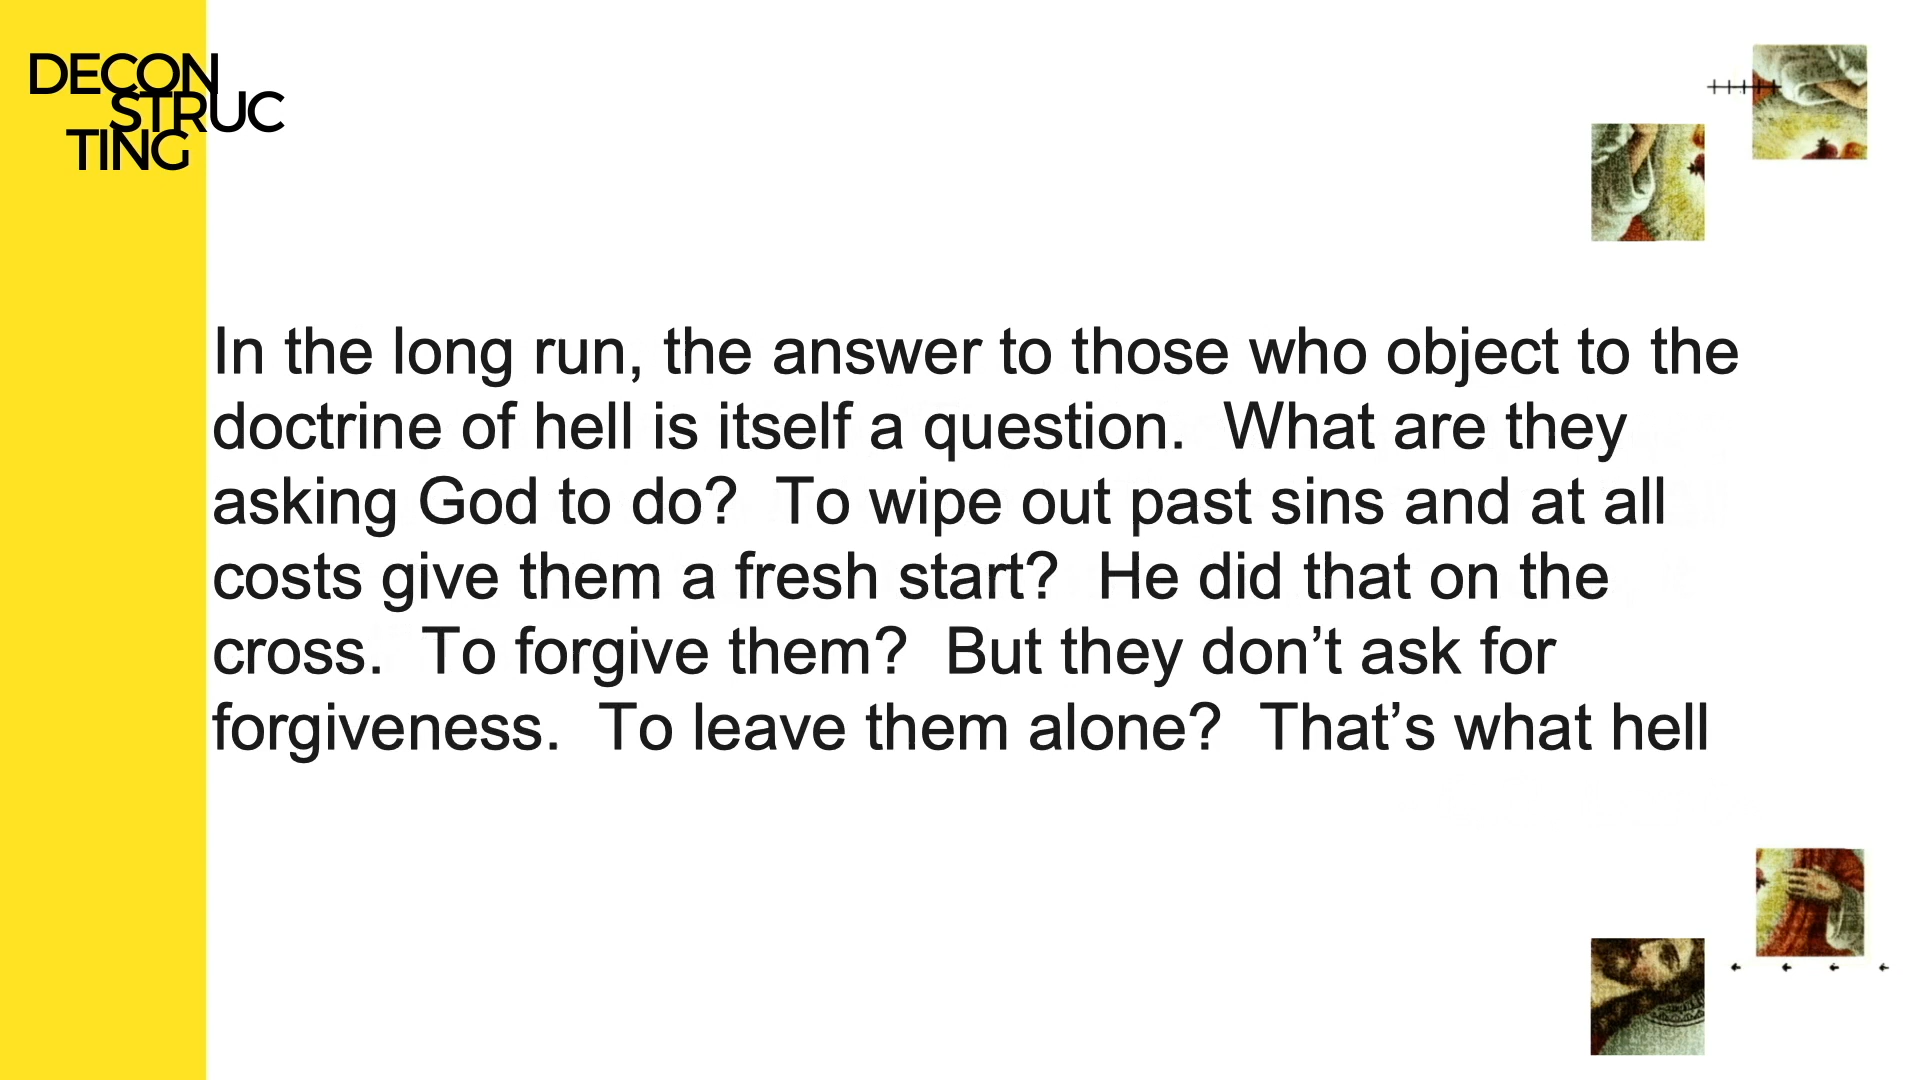 DECON
STRUC
TING
In the long run, the answer to those who object to the
doctrine of hell is itself a question.  What are they
asking God to do?  To wipe out past sins and at all
costs give them a fresh start?  He did that on the
cross.  To forgive them?  But they don’t ask for
forgiveness.  To leave them alone?  That’s what hell